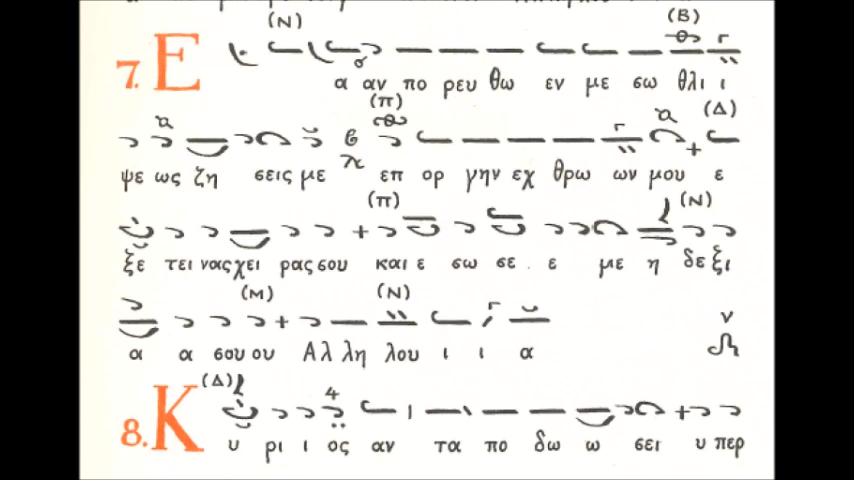 (Ν) (Β)
7. Ε
α αν πο ρευ θω εν με σω θλι ι
(π) (Δ)
ψε ως ζη σεις με επ ορ γην εχ θρω ων μου ε
(π) (Ν)
ξε τει νας χει ρας σου και ε σω σε . ε με η δε ξι
(Μ) (Ν)
α α σου ου Αλ λη λου ι ι α
ν
(Δ) 4
8. Κ
υ ρι ι ος αν τα πο δω ω σει υ περ